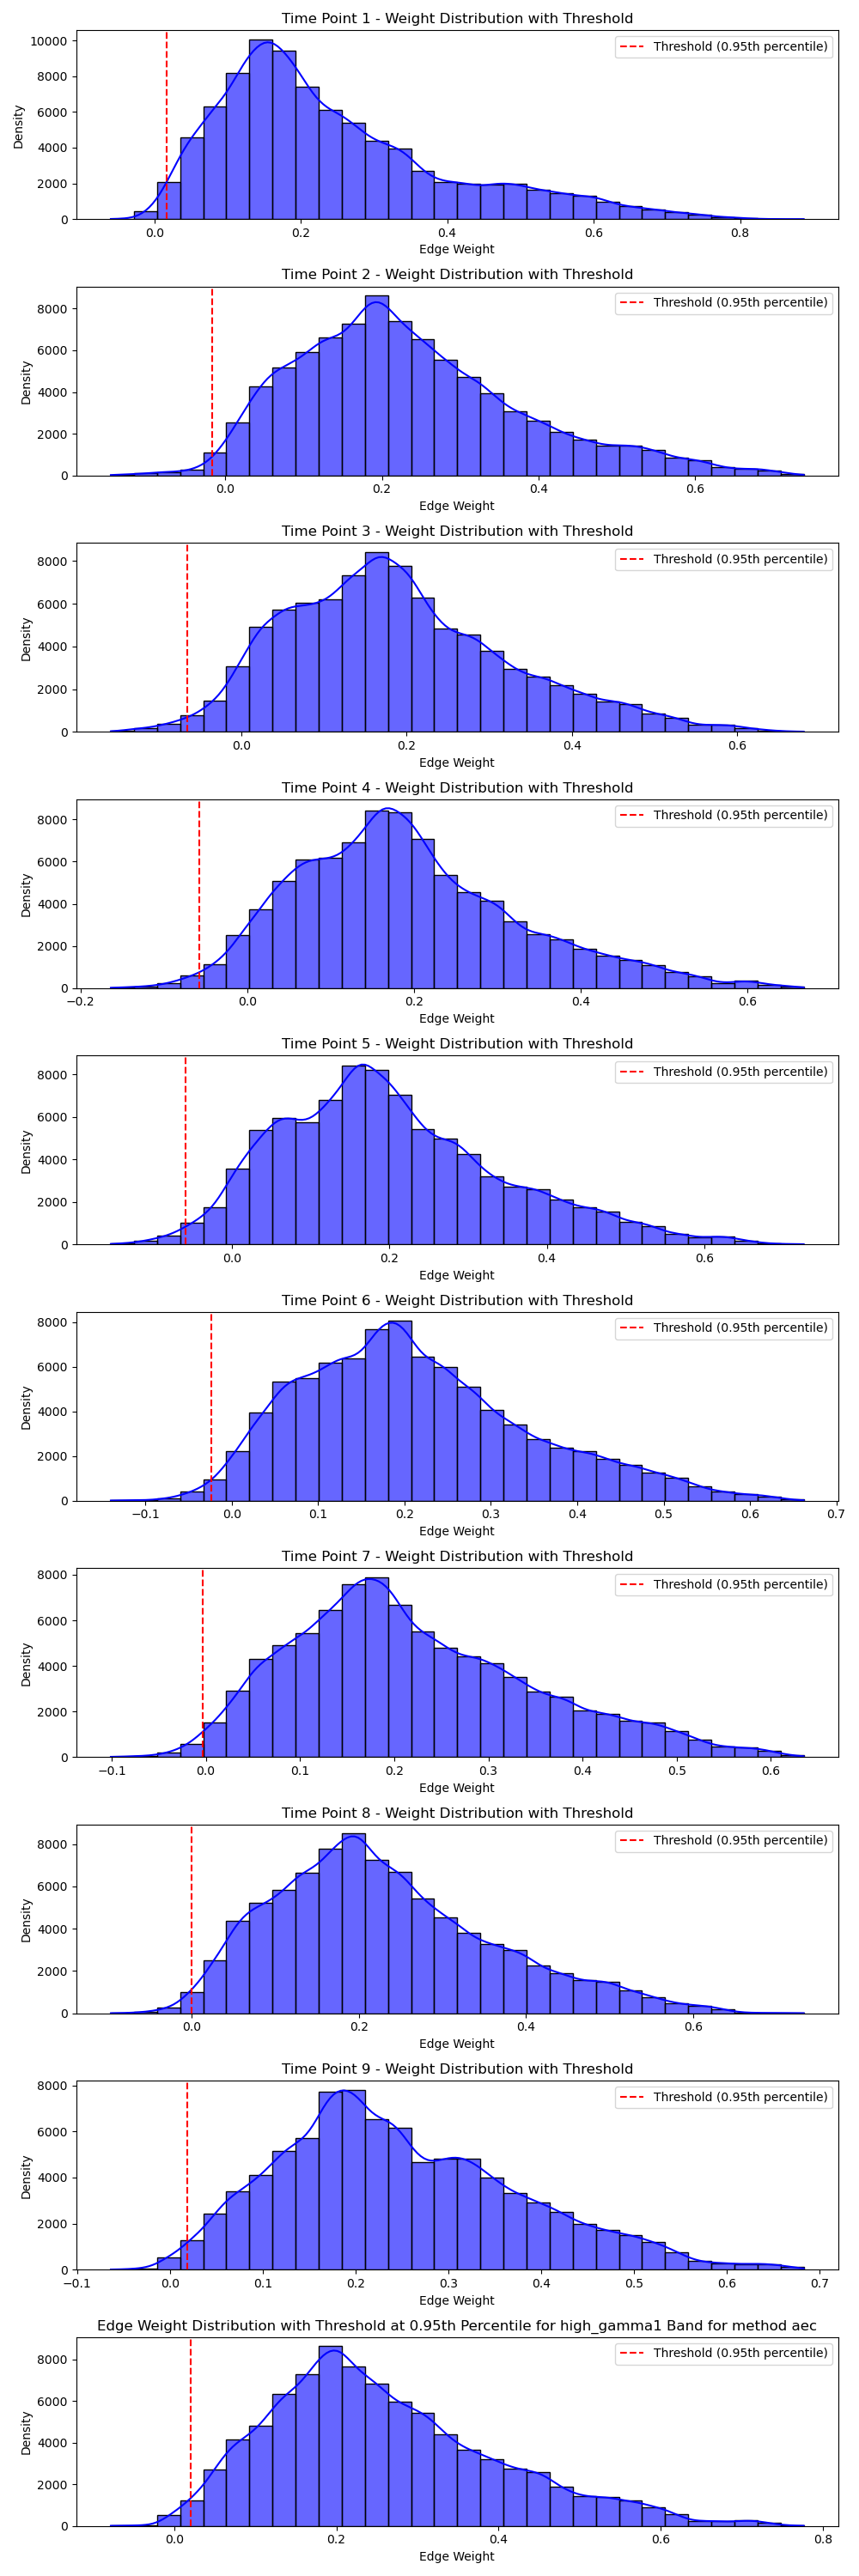 Time Point 1 - Weight Distribution with Threshold
Threshold (0.95th percentile)
10000
8000
6000
4000
2000
0
Density
0.0 0.2 0.4 0.6 0.8
Edge Weight
Time Point 2 - Weight Distribution with Threshold
Threshold (0.95th percentile)
8000
6000
4000
2000
0
Density
0.0 0.2 0.4 0.6
Edge Weight
Time Point 3 - Weight Distribution with Threshold
Threshold (0.95th percentile)
8000
6000
4000
2000
0
Density
0.0 0.2 0.4 0.6
Edge Weight
Time Point 4 - Weight Distribution with Threshold
Threshold (0.95th percentile)
8000
6000
4000
2000
0
Density
−0.2 0.0 0.2 0.4 0.6
Edge Weight
Time Point 5 - Weight Distribution with Threshold
Threshold (0.95th percentile)
8000
6000
4000
2000
0
Density
0.0 0.2 0.4 0.6
Edge Weight
Time Point 6 - Weight Distribution with Threshold
Threshold (0.95th percentile)
8000
6000
4000
2000
0
Density
−0.1 0.0 0.1 0.2 0.3 0.4 0.5 0.6 0.7
Edge Weight
Time Point 7 - Weight Distribution with Threshold
Threshold (0.95th percentile)
8000
6000
4000
2000
0
Density
−0.1 0.0 0.1 0.2 0.3 0.4 0.5 0.6
Edge Weight
Time Point 8 - Weight Distribution with Threshold
Threshold (0.95th percentile)
8000
6000
4000
2000
0
Density
0.0 0.2 0.4 0.6
Edge Weight
Time Point 9 - Weight Distribution with Threshold
Threshold (0.95th percentile)
8000
6000
4000
2000
0
Density
−0.1 0.0 0.1 0.2 0.3 0.4 0.5 0.6 0.7
Edge Weight
Edge Weight Distribution with Threshold at 0.95th Percentile for high_gamma1 Band for method aec
Threshold (0.95th percentile)
8000
6000
4000
2000
0
Density
0.0 0.2 0.4 0.6 0.8
Edge Weight